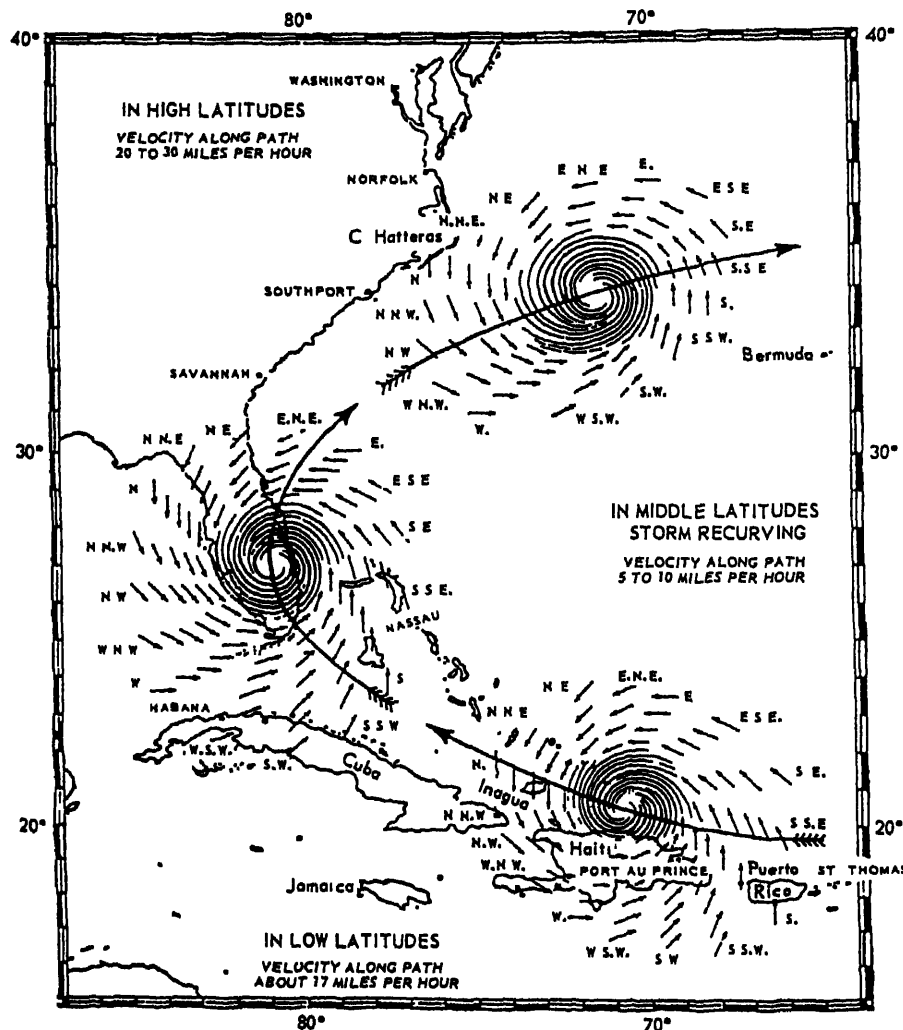 80° 70°
40° 40°
WASHINGTON
IN HIGH LATITUDES
VELOCITY ALONG PATH
20 TO 30 MILES PER HOUR
NORFOLK
E N E E.
N E E S E
N.N.E. S.E
C Hatteras
N S.S E
SOUTHPORT S.
N N W. S S W.
N W Bermuda
SAVANNAH
W N.W. S.W.
W. W S.W.
E.N.E.
N E
N N.E E.
30° 30°
N E S E
S E
IN MIDDLE LATITUDES
STORM RECURVING
N N.W
VELOCITY ALONG PATH
5 TO 10 MILES PER HOUR
N W S S E.
NASSAU
W N W
W S
HABANA
S S W
N E E.N.E. E
N N E E S E.
W.S.W. S.W.
Cuba
N. S E.
Inagua
N N.W S S.E
20° 20°
Haiti
N.W.
W.N.W. PORT AU PRINCE
Puerto ST THOMAS
Rico
Jamaica
W. S.
W S.W. S W S S.W.
IN LOW LATITUDES
VELOCITY ALONG PATH
ABOUT 17 MILES PER HOUR
80° 70°